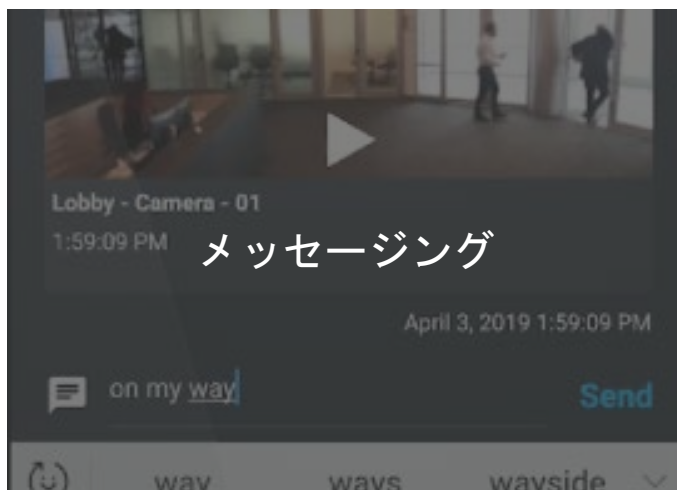 Lobby - Camera - 01
1:59:09 PM
メッセージング
April 3, 2019 1:59:09 PM
on my way
Send
way ways wayside